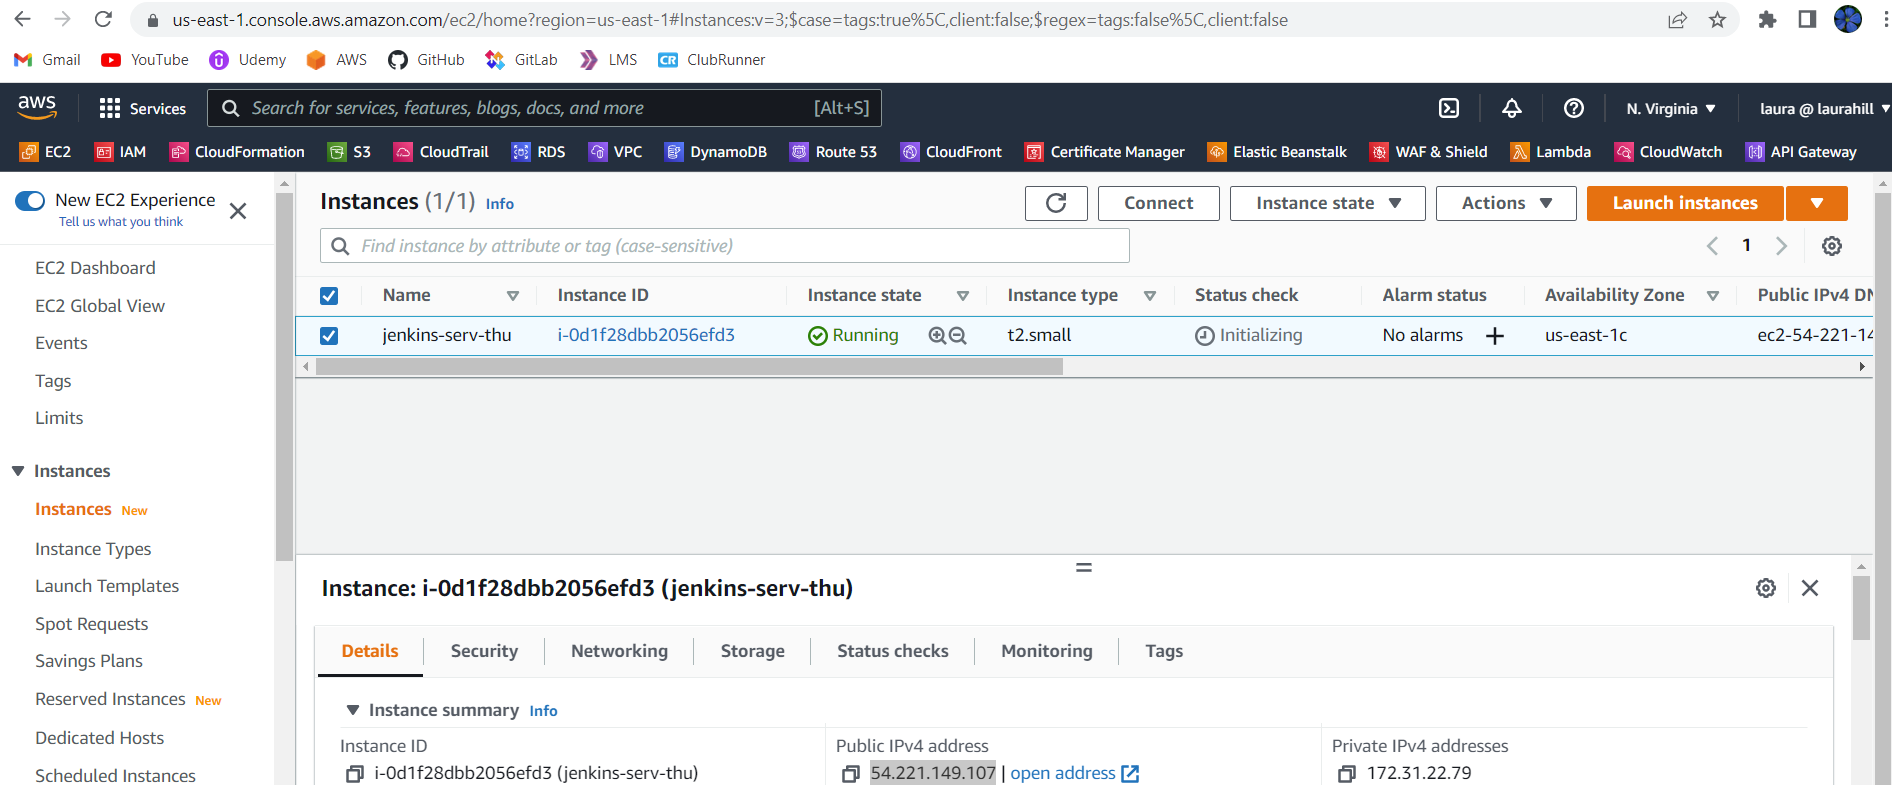 us-east-1.console.aws.amazon.com/ec2/home?region=us-east-1#Instances:v=3;$case=tags:true%5C,client:false;$regex=tags:false%5C,client:false
Gmail YouTube Udemy AWS GitHub GitLab LMS CR ClubRunner
aws Services Search for services, features, blogs, docs, and more [Alt+S] N. Virginia laura @ laurahill
EC2 IAM CloudFormation S3 CloudTrail RDS VPC DynamoDB Route 53 CloudFront Certificate Manager Elastic Beanstalk WAF & Shield Lambda CloudWatch API Gateway
New EC2 Experience
Tell us what you think
EC2 Dashboard
EC2 Global View
Events
Tags
Limits
Instances
Instances New
Instance Types
Launch Templates
Spot Requests
Savings Plans
Reserved Instances New
Dedicated Hosts
Scheduled Instances
Instances (1/1) Info Connect Instance state Actions Launch instances
Find instance by attribute or tag (case-sensitive) 1
Name Instance ID Instance state Instance type Status check Alarm status Availability Zone Public IPv4 DN
jenkins-serv-thu i-0d1f28dbb2056efd3 Running t2.small Initializing No alarms us-east-1c ec2-54-221-14
Instance: i-0d1f28dbb2056efd3 (jenkins-serv-thu)
Details Security Networking Storage Status checks Monitoring Tags
Instance summary Info
Instance ID Public IPv4 address Private IPv4 addresses
i-0d1f28dbb2056efd3 (jenkins-serv-thu) 54.221.149.107 | open address 172.31.22.79